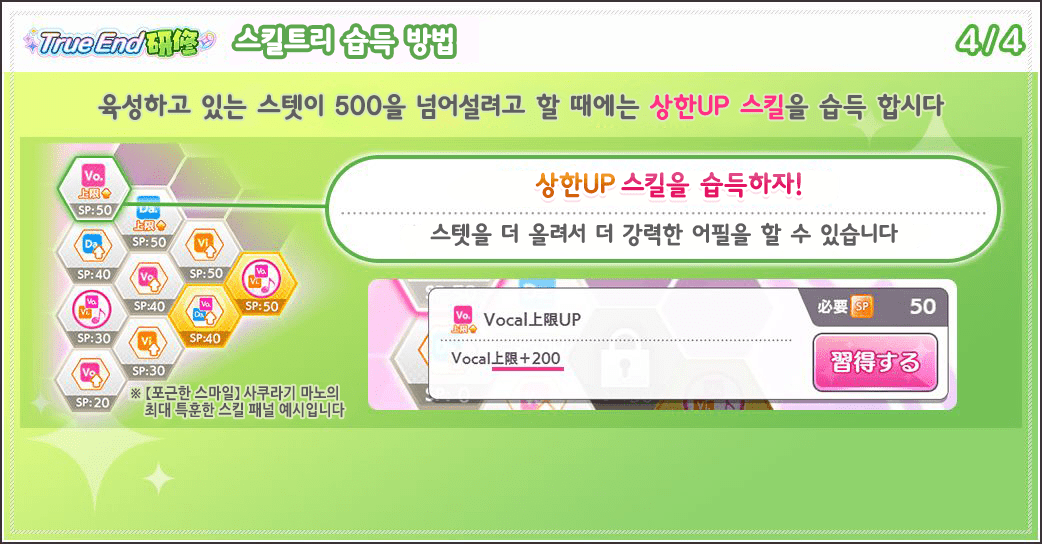 True End研修 스킬트리 습득 방법
4/4
육성하고 있는 스텟이 500을 넘어설려고 할 때에는 상한UP 스킬을 습득 합시다
Vo.
上限
SP:50
Da.
上限
SP:50
Da.
SP:40
Vi.
SP:50
Vo.
SP:40
Vo.
Vi.
SP:50
Vo.
Vi.
SP:30
Vo.
Da.
SP:40
Vi.
SP:30
Vo.
SP:20
상한UP 스킬을 습득하자!
스텟을 더 올려서 더 강력한 어필을 할 수 있습니다
Vo.
上限
Vocal上限UP
必要 SP 50
Vocal上限+200
習得する
※ 【포근한 스마일】 사쿠라기 마노의
최대 특훈한 스킬 패널 예시입니다